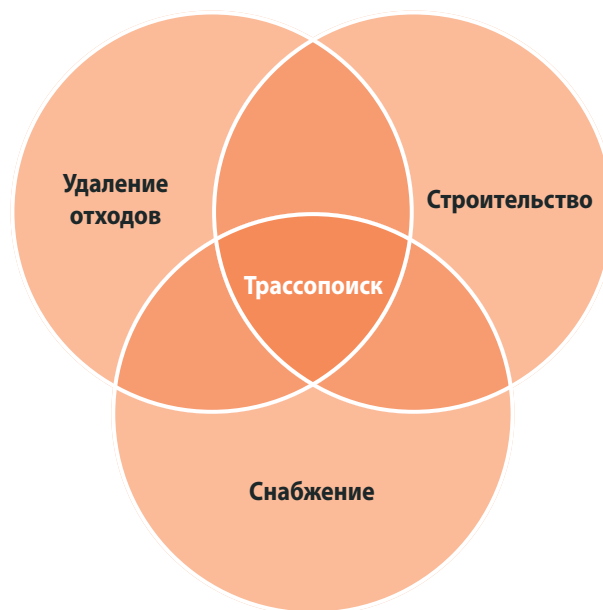 Удаление
отходов
Строительство
Трассопоиск
Снабжение